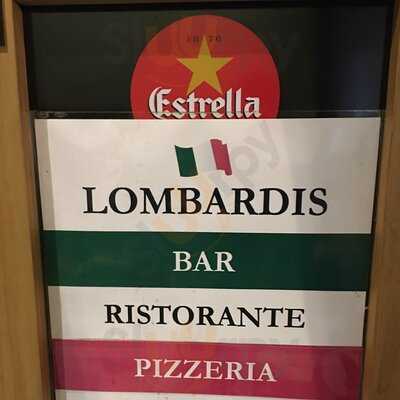 Estrella
LOMBARDIS
BAR
RISTORANTE
PIZZERIA